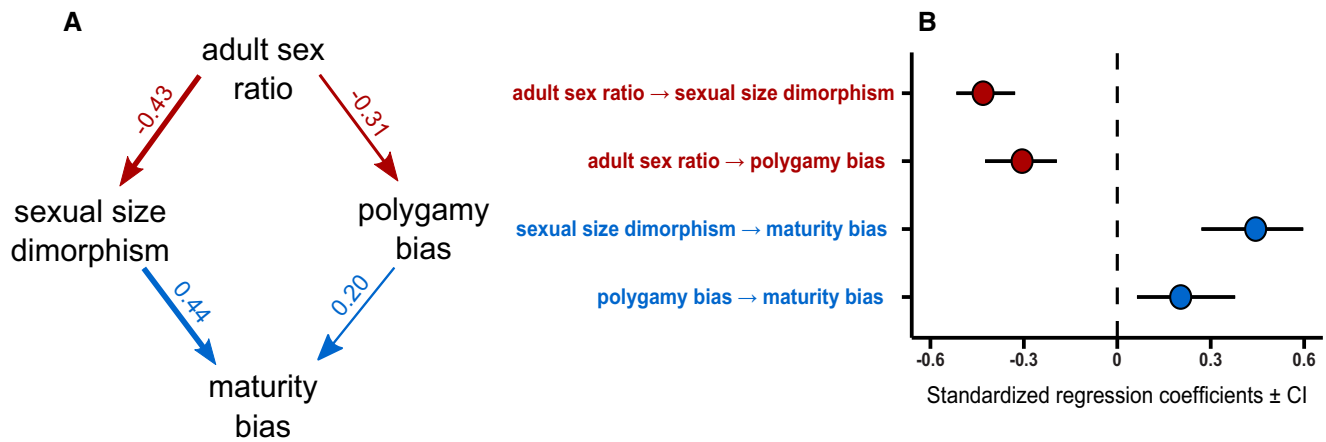 A
adult sex
ratio
-0.43
-0.31
sexual size
dimorphism
polygamy
bias
0.44
0.20
maturity
bias
B
adult sex ratio → sexual size dimorphism
adult sex ratio → polygamy bias
sexual size dimorphism → maturity bias
polygamy bias → maturity bias
-0.6 -0.3 0 0.3 0.6
Standardized regression coefficients ± CI